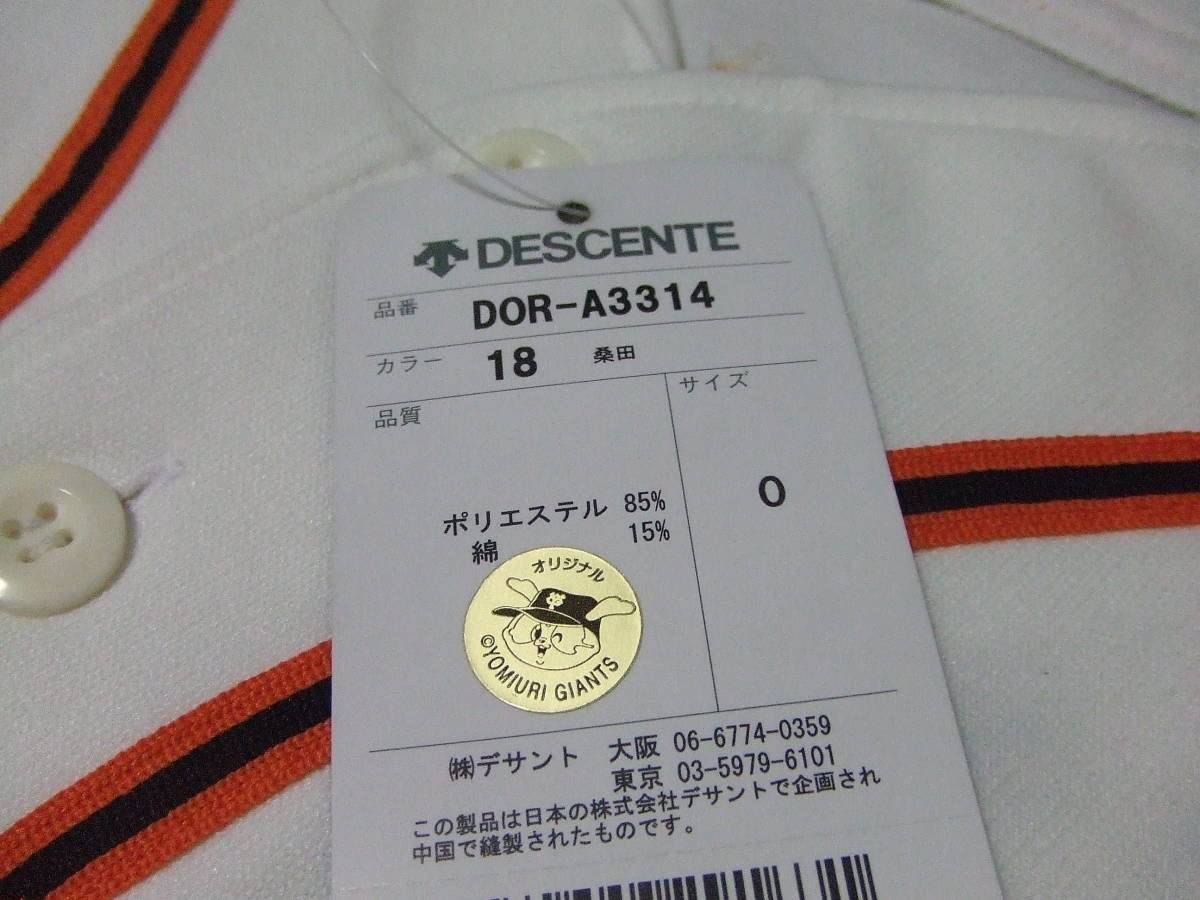 DESCENTE
品番 DOR-A3314
カラー 18 桑田
品質
サイズ
ポリエステル 85%
綿 15%
O
オリジナル
©YOMIURI GIANTS
㈱デサント 大阪 06-6774-0359
東京 03-5979-6101
この製品は日本の株式会社デサントで企画され
中国で縫製されたものです。